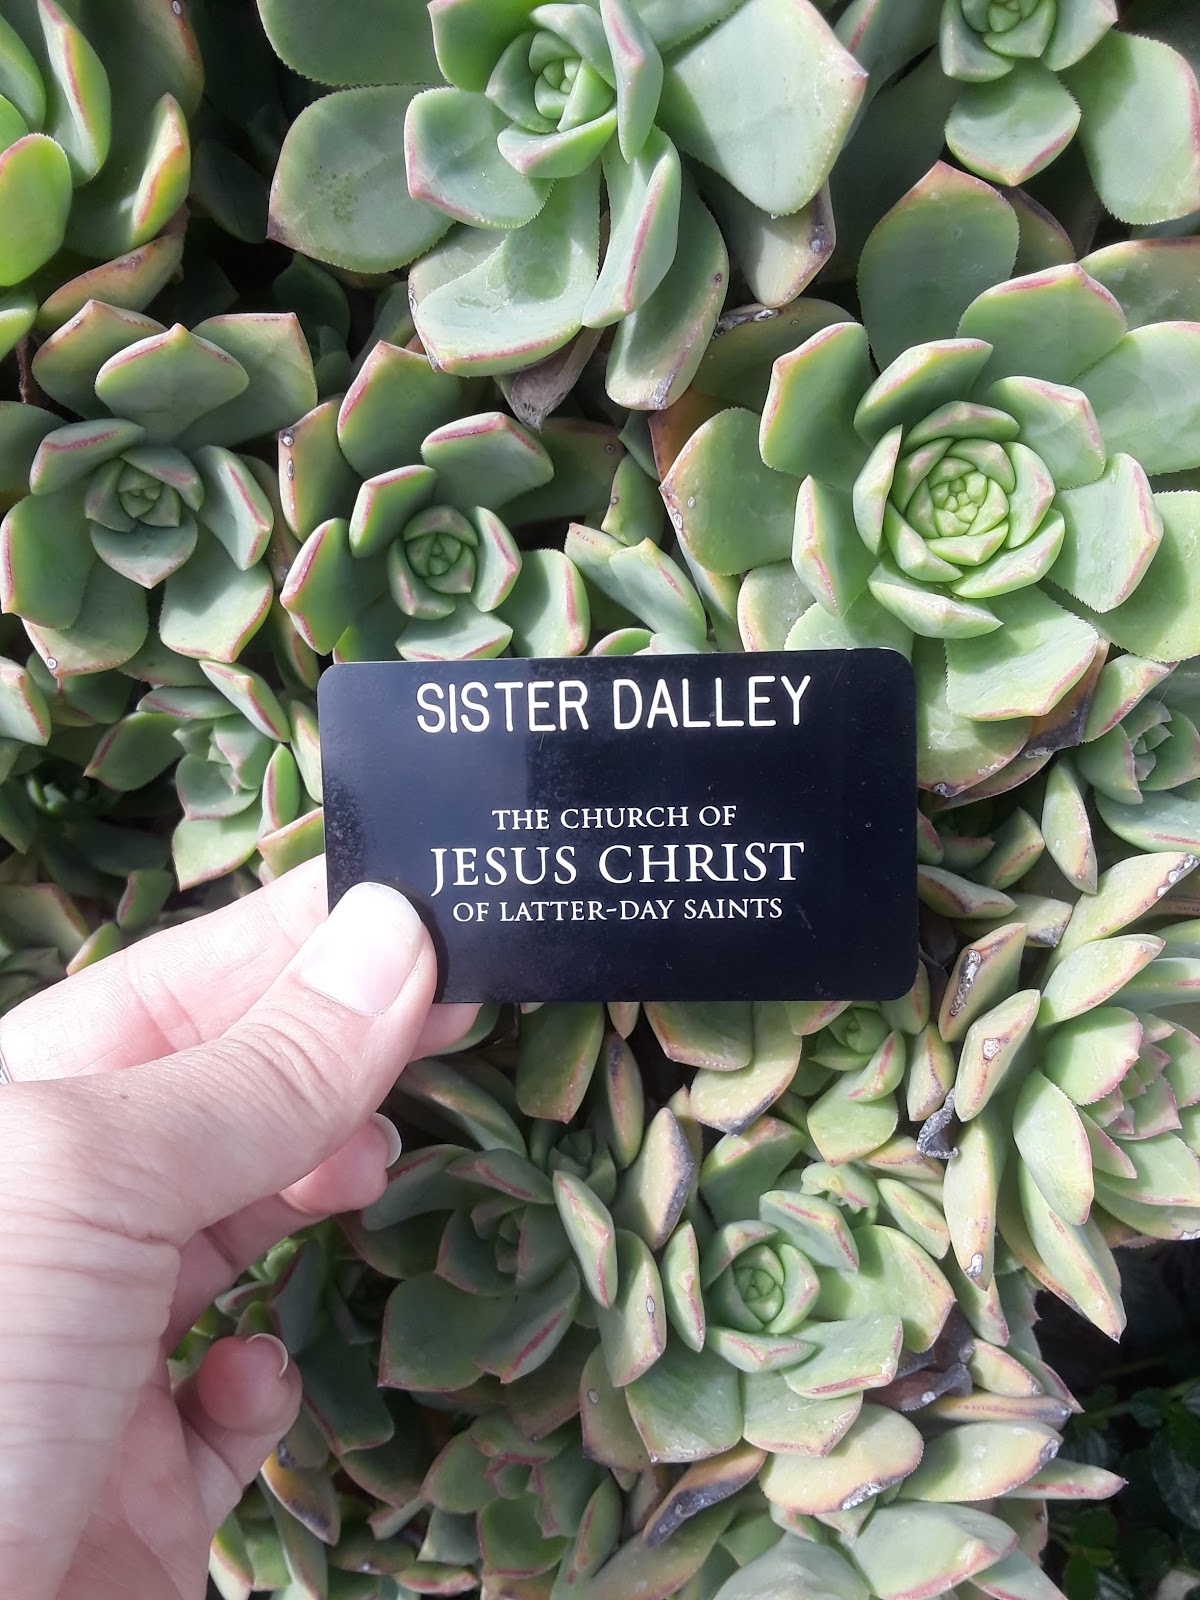 SISTER DALLEY
THE CHURCH OF
JESUS CHRIST
OF LATTER-DAY SAINTS